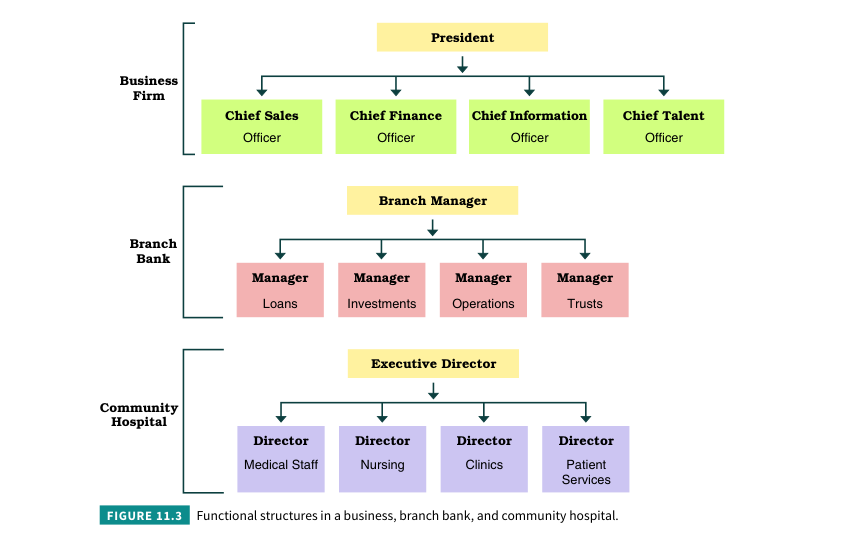 President
Business
Firm
Chief Sales
Officer
Chief Finance
Officer
Chief Information
Officer
Chief Talent
Officer
Branch Manager
Branch
Bank
Manager
Loans
Manager
Investments
Manager
Operations
Manager
Trusts
Executive Director
Community
Hospital
Director
Medical Staff
Director
Nursing
Director
Clinics
Director
Patient
Services
FIGURE 11.3 Functional structures in a business, branch bank, and community hospital.